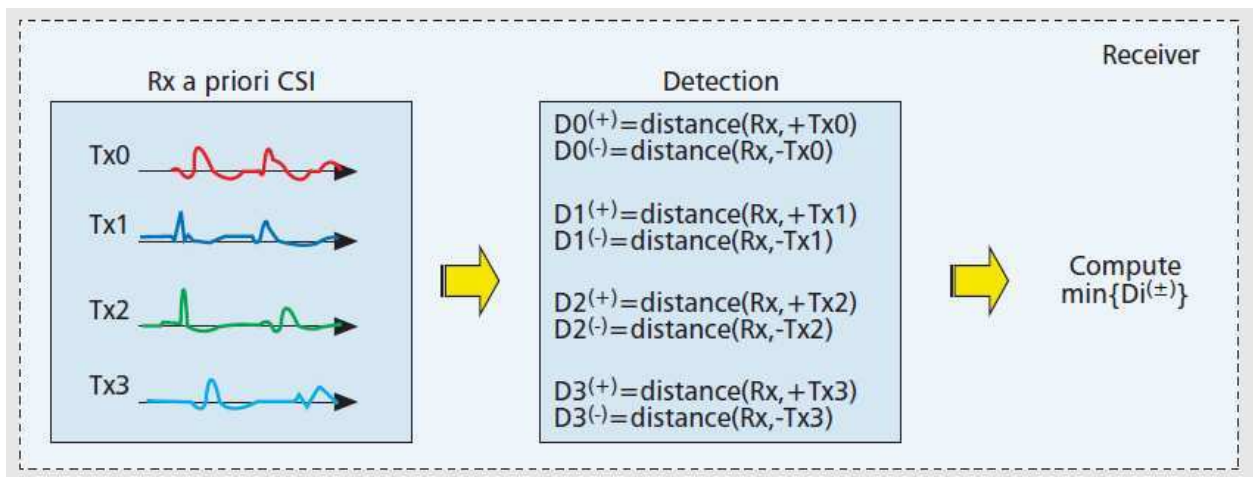 Receiver
Rx a priori CSI
Tx0
Tx1
Tx2
Tx3
Detection
D0(+)=distance(Rx,+Tx0)
D0(-)=distance(Rx,-Tx0)
D1(+)=distance(Rx,+Tx1)
D1(-)=distance(Rx,-Tx1)
D2(+)=distance(Rx,+Tx2)
D2(-)=distance(Rx,-Tx2)
D3(+)=distance(Rx,+Tx3)
D3(-)=distance(Rx,-Tx3)
Compute
min{Di(±)}